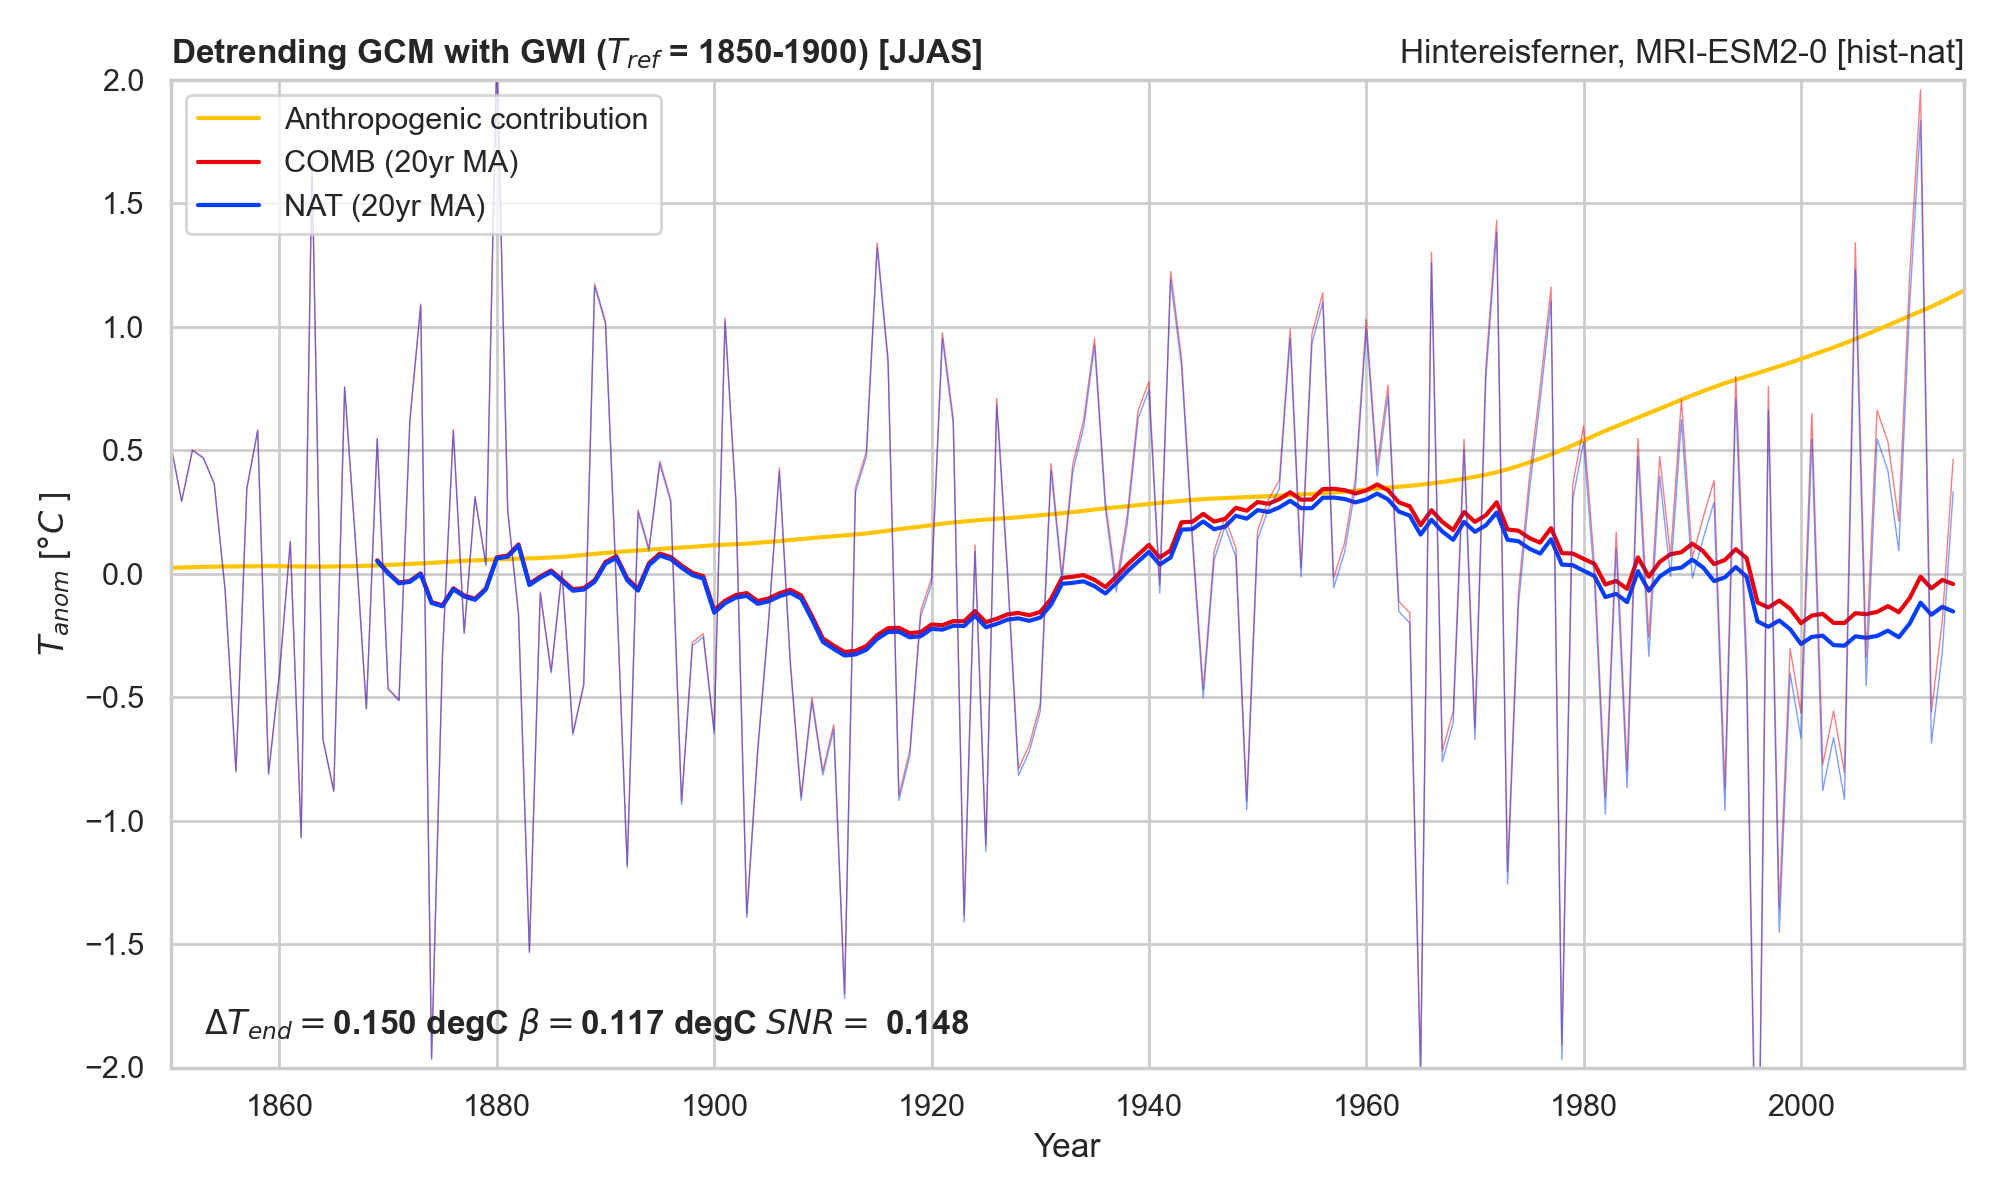 Detrending GCM with GWI (T_ref = 1850-1900) [JJAS]
Hintereisferner, MRI-ESM2-0 [hist-nat]
2.0
1.5
1.0
0.5
0.0
−0.5
−1.0
−1.5
−2.0
T_anom [°C]
Anthropogenic contribution
COMB (20yr MA)
NAT (20yr MA)
ΔT_end = 0.150 degC β = 0.117 degC SNR = 0.148
1860 1880 1900 1920 1940 1960 1980 2000
Year